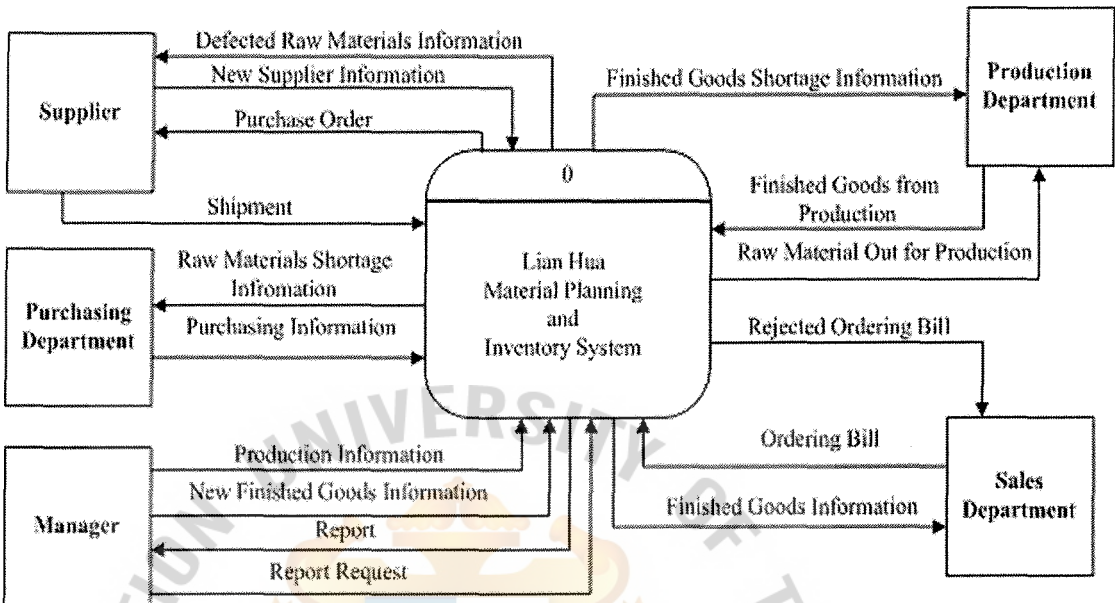 Defected Raw Materials Information
New Supplier Information
Supplier
Purchase Order
Shipment
Finished Goods Shortage Information
Production
Department
Finished Goods from
Production
Raw Material Out for Production
0
Lian Hua
Material Planning
and
Inventory System
Raw Materials Shortage
Infromation
Purchasing
Department
Purchasing Information
Rejected Ordering Bill
Ordering Bill
Sales
Department
Finished Goods Information
Production Information
New Finished Goods Information
Manager
Report
Report Request
UNIVERSITY OF